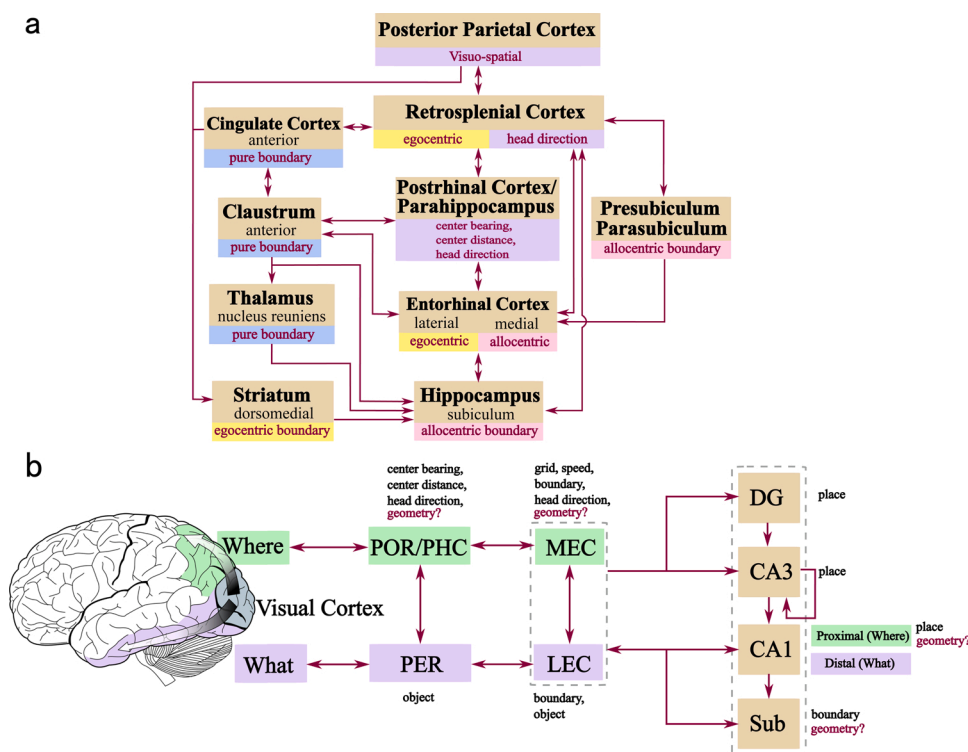 a
Posterior Parietal Cortex
Visuo-spatial
Retrosplenial Cortex
egocentric
head direction
Cingulate Cortex
anterior
pure boundary
Postrhinal Cortex/
Parahippocampus
center bearing,
center distance,
head direction
Claustrum
anterior
pure boundary
Presubiculum
Parasubiculum
allocentric boundary
Thalamus
nucleus reuniens
pure boundary
Entorhinal Cortex
laterial
medial
egocentric
allocentric
Striatum
dorsomedial
egocentric boundary
Hippocampus
subiculum
allocentric boundary
b
center bearing,
center distance,
head direction,
geometry?
grid, speed,
boundary,
head direction,
geometry?
Where
POR/PHC
MEC
Visual Cortex
What
PER
LEC
object
boundary,
object
DG
place
CA3
place
CA1
Proximal (Where)
Distal (What)
place
geometry?
Sub
boundary
geometry?